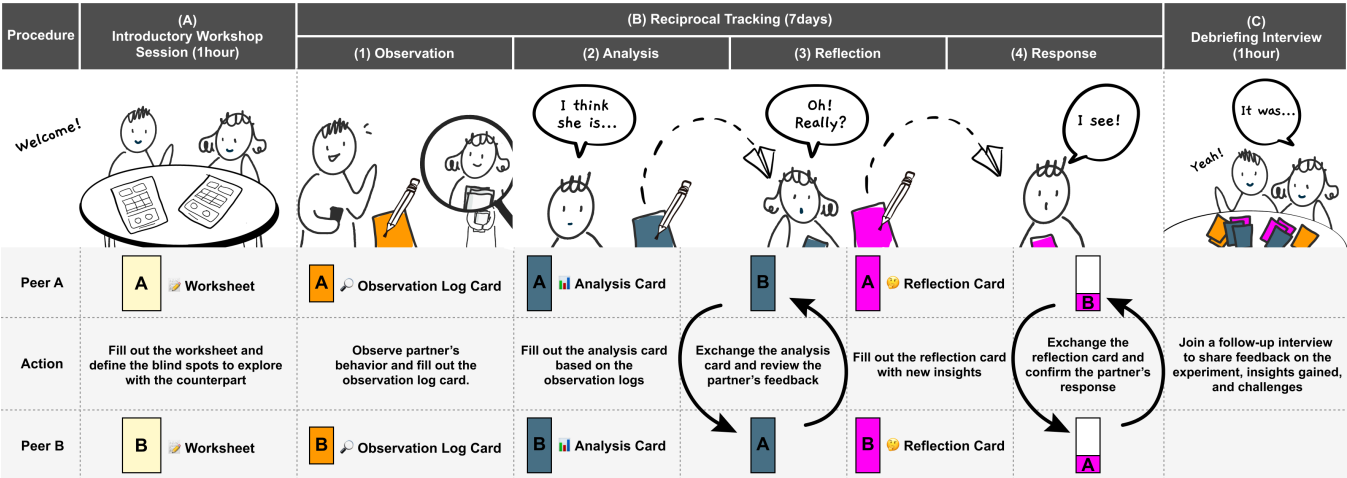 Procedure
(A)
Introductory Workshop
Session (1hour)
(B) Reciprocal Tracking (7days)
(C)
Debriefing Interview
(1hour)
(1) Observation
(2) Analysis
(3) Reflection
(4) Response
Welcome!
I think
she is...
Oh!
Really?
I see!
It was...
Yeah!
Peer A
A
Worksheet
A
Observation Log Card
A
Analysis Card
B
A
Reflection Card
B
Action
Fill out the worksheet and
define the blind spots to explore
with the counterpart
Observe partner's
behavior and fill out the
observation log card.
Fill out the analysis card
based on the
observation logs
Exchange the analysis
card and review the
partner's feedback
Fill out the reflection card
with new insights
Exchange the
reflection card and
confirm the partner's
response
Join a follow-up interview
to share feedback on the
experiment, insights gained,
and challenges
Peer B
B
Worksheet
B
Observation Log Card
B
Analysis Card
A
B
Reflection Card
A